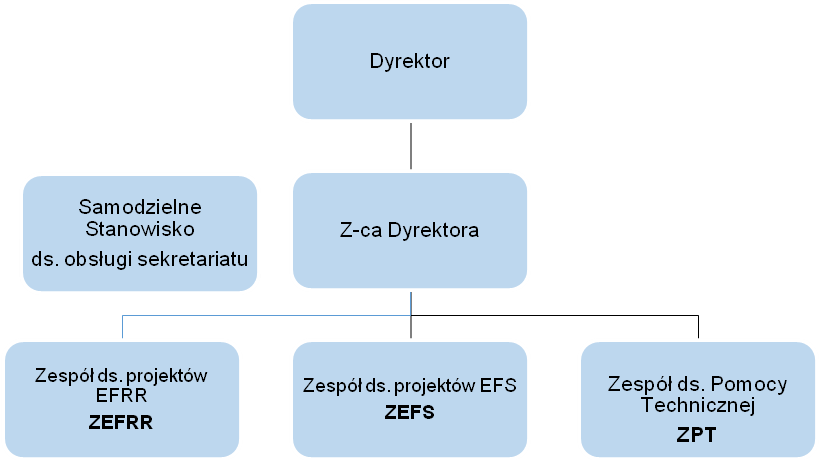 Dyrektor
Samodzielne
Stanowisko
ds. obsługi sekretariatu
Z-ca Dyrektora
Zespół ds. projektów
EFRR
ZEFRR
Zespół ds. projektów EFS
ZEFS
Zespół ds. Pomocy
Technicznej
ZPT